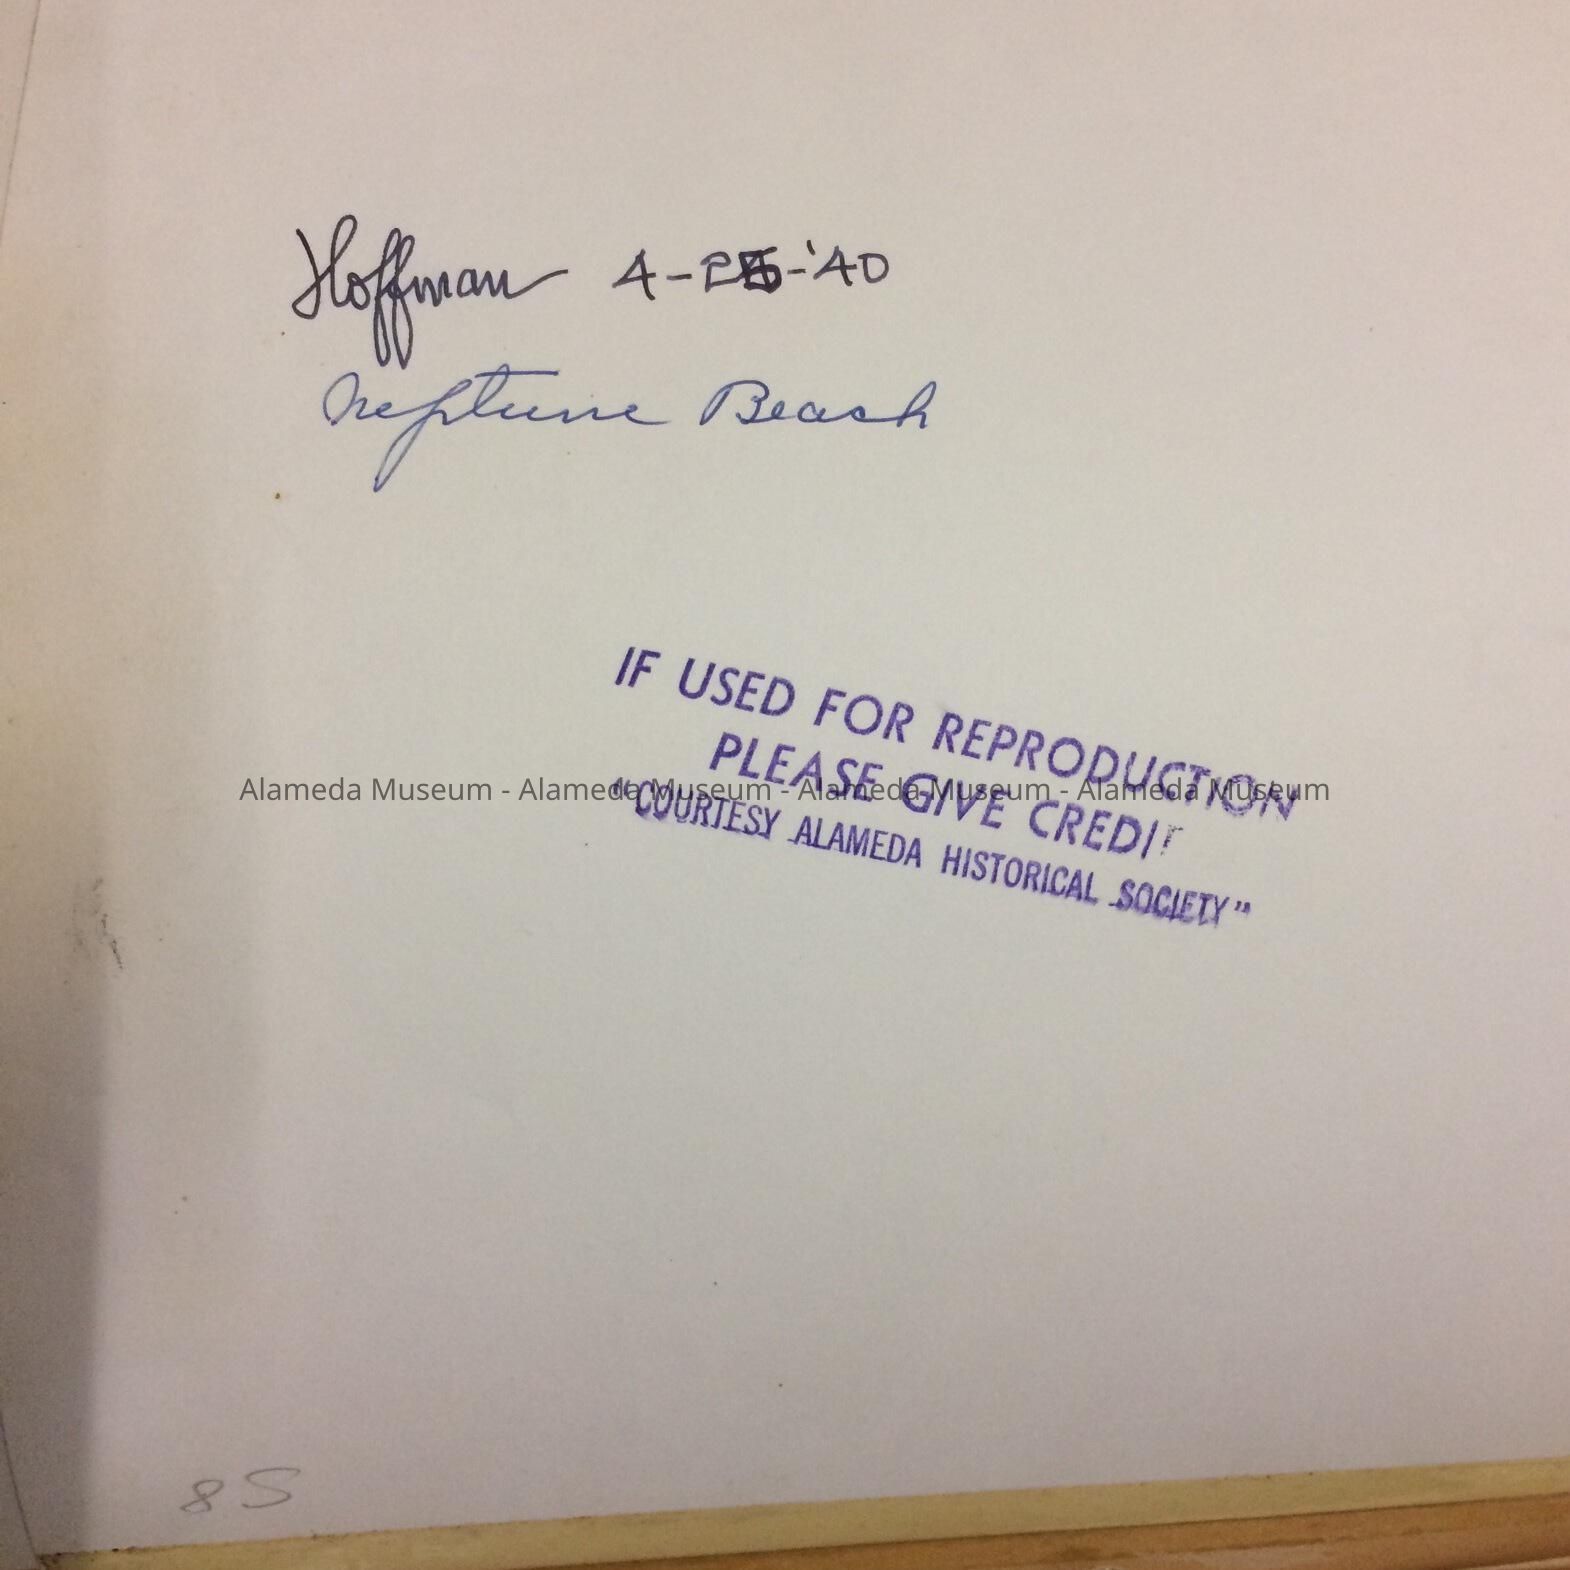 Hoffman 4-25-'40
Neptune Beach
IF USED FOR REPRODUCTION
PLEASE GIVE CREDIT
"COURTESY ALAMEDA HISTORICAL SOCIETY"
Alameda Museum - Alameda Museum - Alameda Museum - Alameda Museum
8S